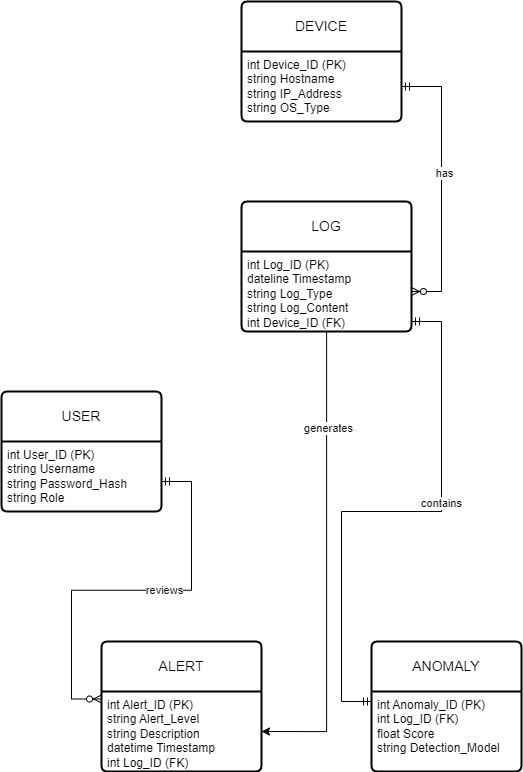 DEVICE
int Device_ID (PK)
string Hostname
string IP_Address
string OS_Type
has
LOG
int Log_ID (PK)
dateline Timestamp
string Log_Type
string Log_Content
int Device_ID (FK)
generates
contains
USER
int User_ID (PK)
string Username
string Password_Hash
string Role
reviews
ALERT
int Alert_ID (PK)
string Alert_Level
string Description
datetime Timestamp
int Log_ID (FK)
ANOMALY
int Anomaly_ID (PK)
int Log_ID (FK)
float Score
string Detection_Model